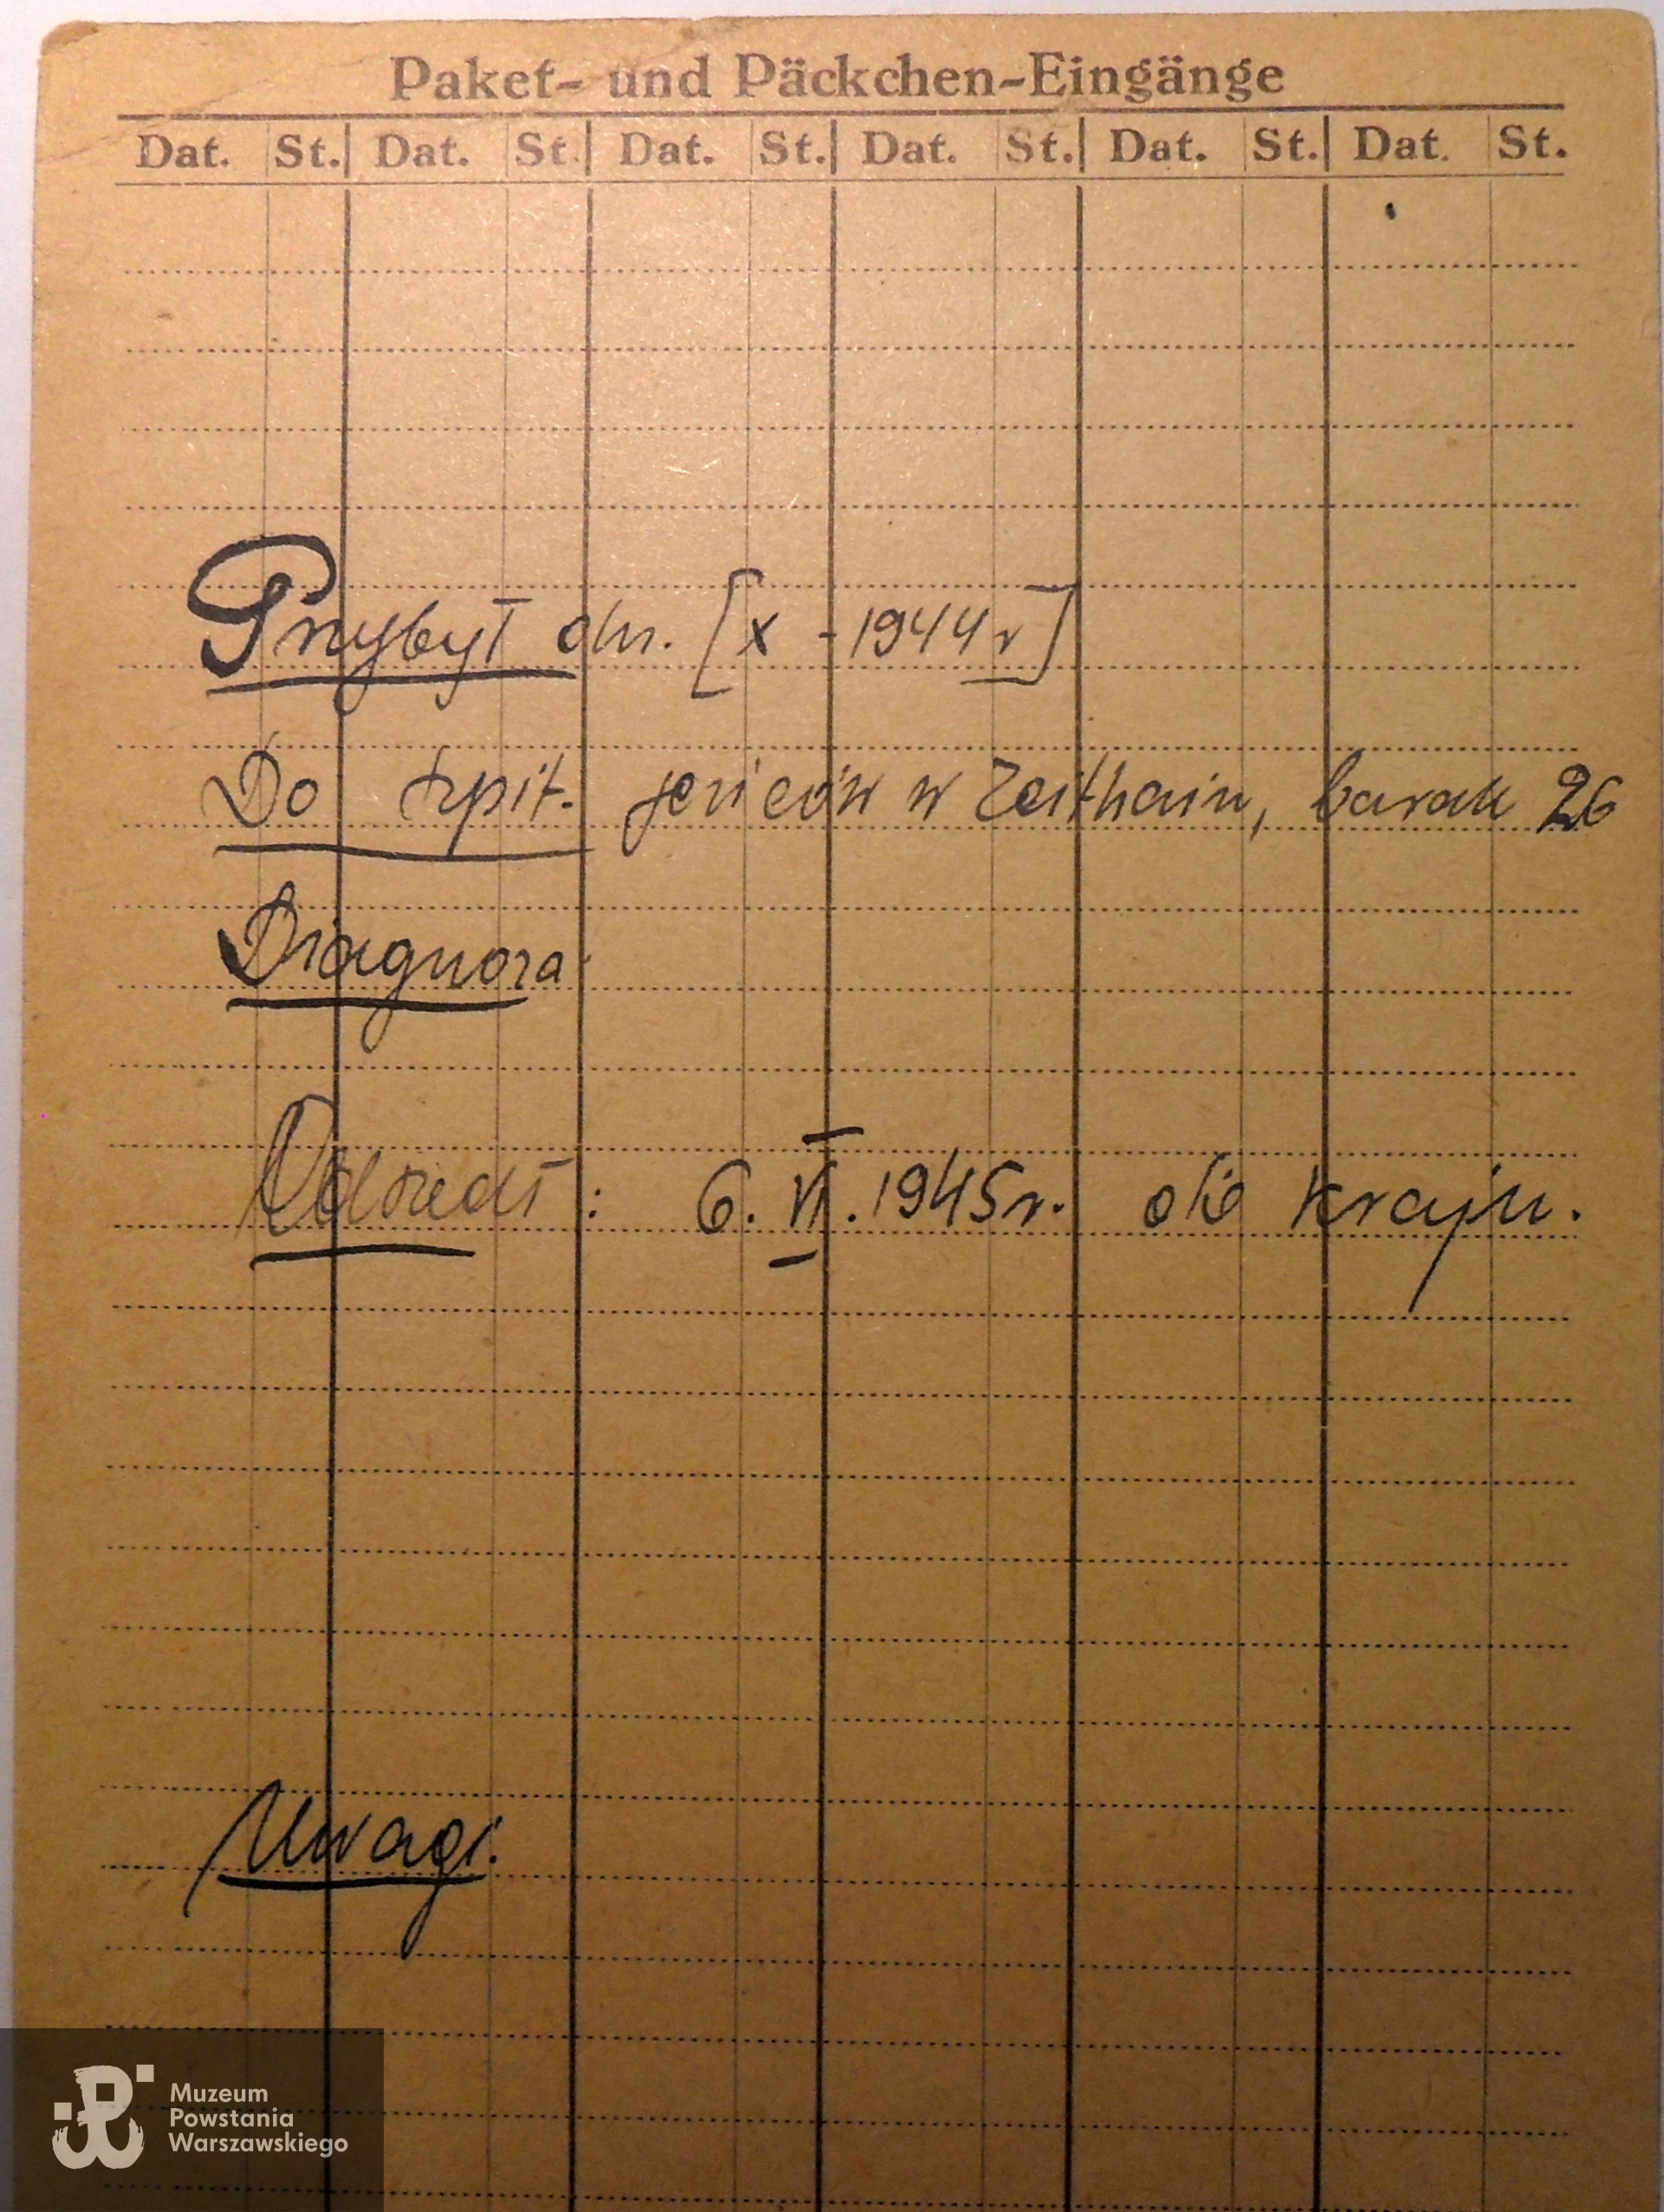 Paket- und Päckchen-Eingänge
Dat. St. Dat. St. Dat. St. Dat. St. Dat. St. Dat. St.
Przybył dn. [X - 1944 r]
Do szpit. jeńców w Zeithain, barak 26
Diagnoza
Odszedł: 6. VI. 1945 r. do kraju.
Uwagi.
Muzeum
Powstania
Warszawskiego